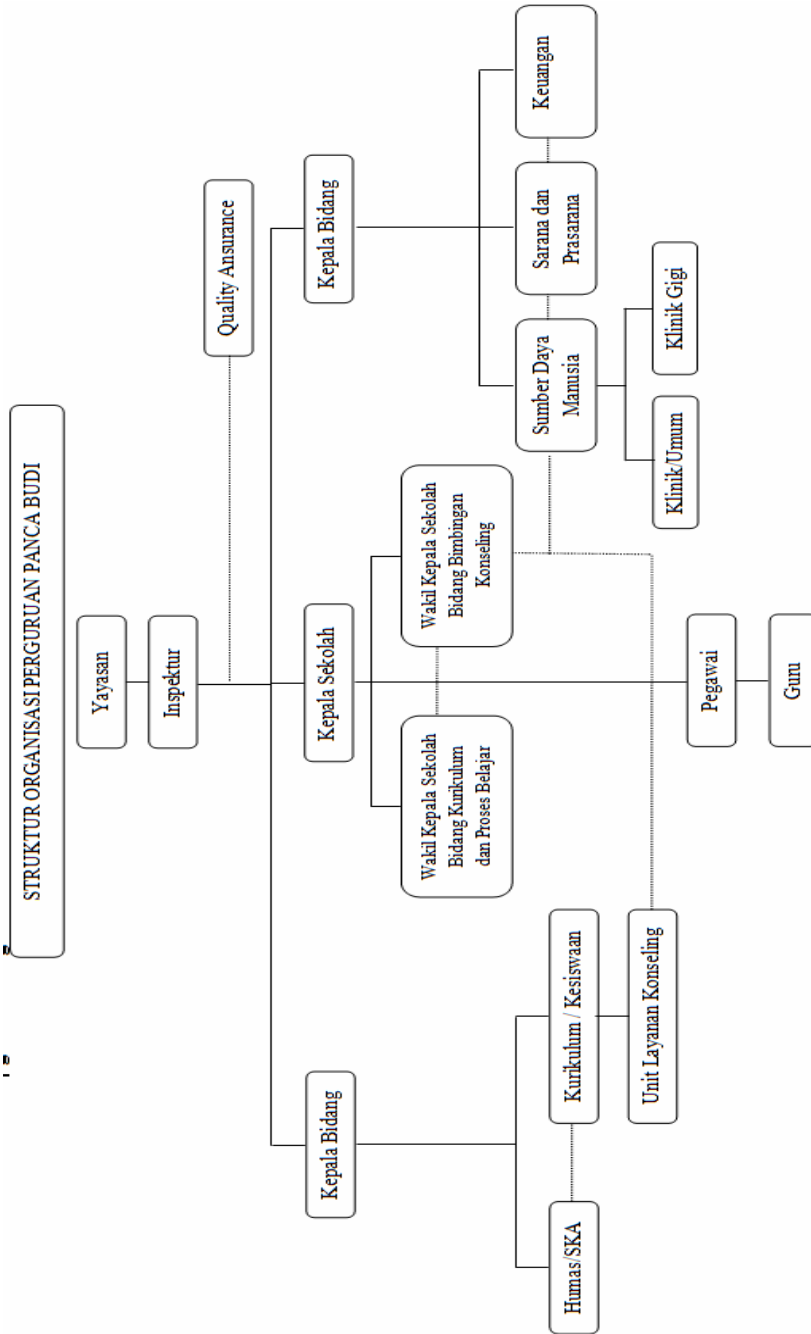 STRUKTUR ORGANISASI PERGURUAN PANCA BUDI
Yayasan
Inspektur
Quality Ansurance
Kepala Bidang
Kepala Sekolah
Kepala Bidang
Wakil Kepala Sekolah
Bidang Kurikulum
dan Proses Belajar
Wakil Kepala Sekolah
Bidang Bimbingan
Konseling
Humas/SKA
Kurikulum / Kesiswaan
Sumber Daya
Manusia
Sarana dan
Prasarana
Keuangan
Unit Layanan Konseling
Klinik/Umum
Klinik Gigi
Pegawai
Guru